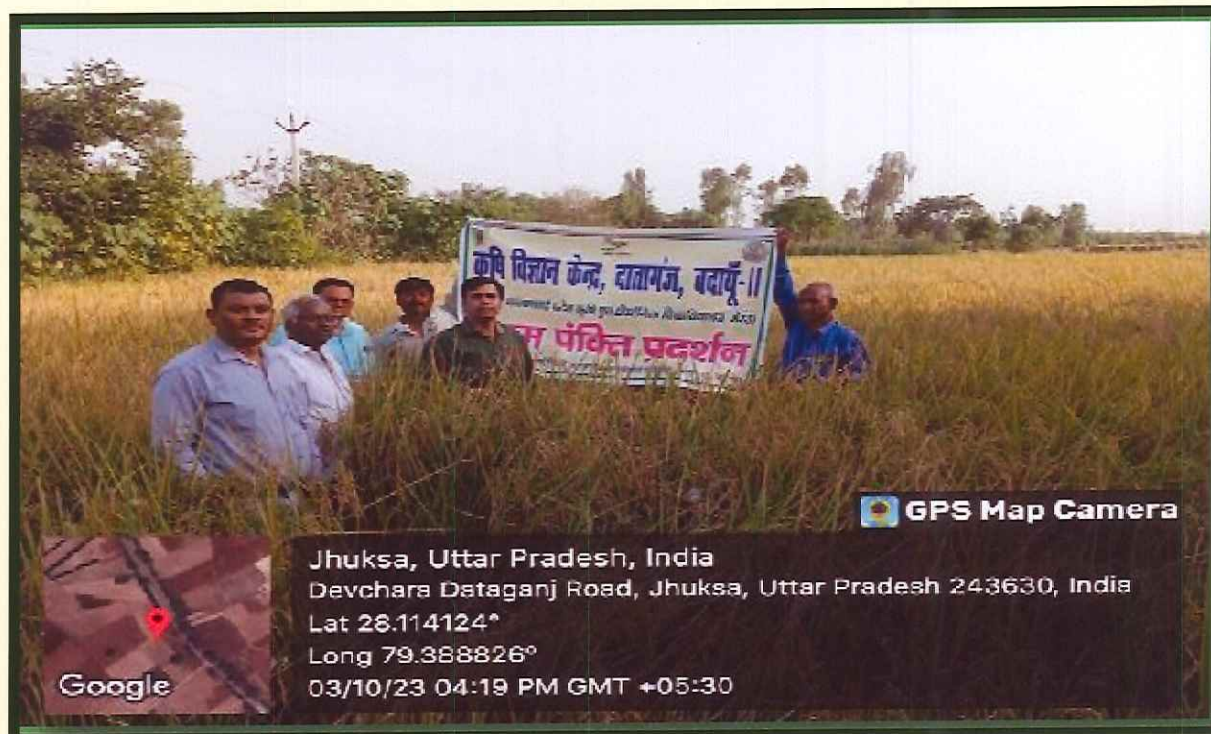 कृषि विज्ञान केन्द्र, दातागंज, बदायूँ-II
पंक्ति प्रदर्शन
GPS Map Camera
Jhuksa, Uttar Pradesh, India
Devchara Dataganj Road, Jhuksa, Uttar Pradesh 243630, India
Lat 28.114124°
Long 79.388826°
03/10/23 04:19 PM GMT +05:30
Google